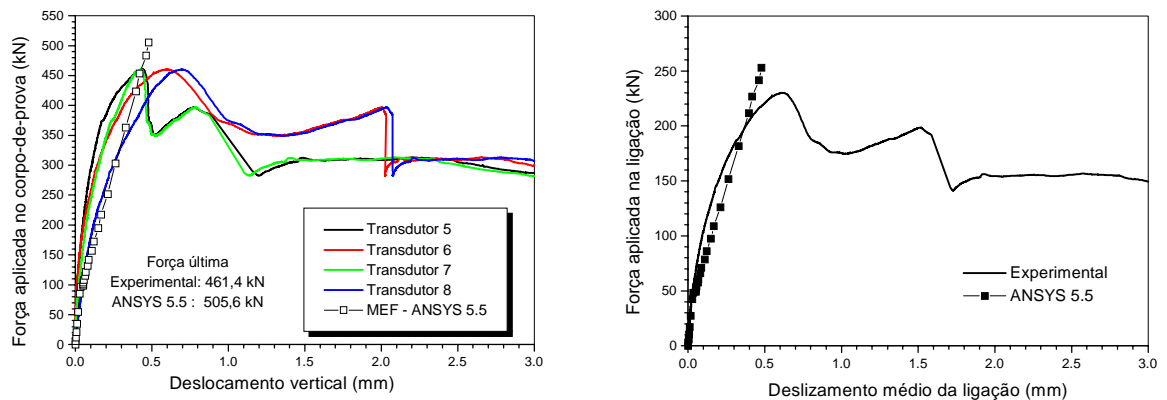 Força aplicada no corpo-de-prova (kN)
550
500
450
400
350
300
250
200
150
100
50
0
Transdutor 5
Transdutor 6
Transdutor 7
Transdutor 8
MEF - ANSYS 5.5
Força última
Experimental: 461,4 kN
ANSYS 5.5 : 505,6 kN
0.0 0.5 1.0 1.5 2.0 2.5 3.0
Deslocamento vertical (mm)
Força aplicada na ligação (kN)
300
250
200
150
100
50
0
Experimental
ANSYS 5.5
0.0 0.5 1.0 1.5 2.0 2.5 3.0
Deslizamento médio da ligação (mm)